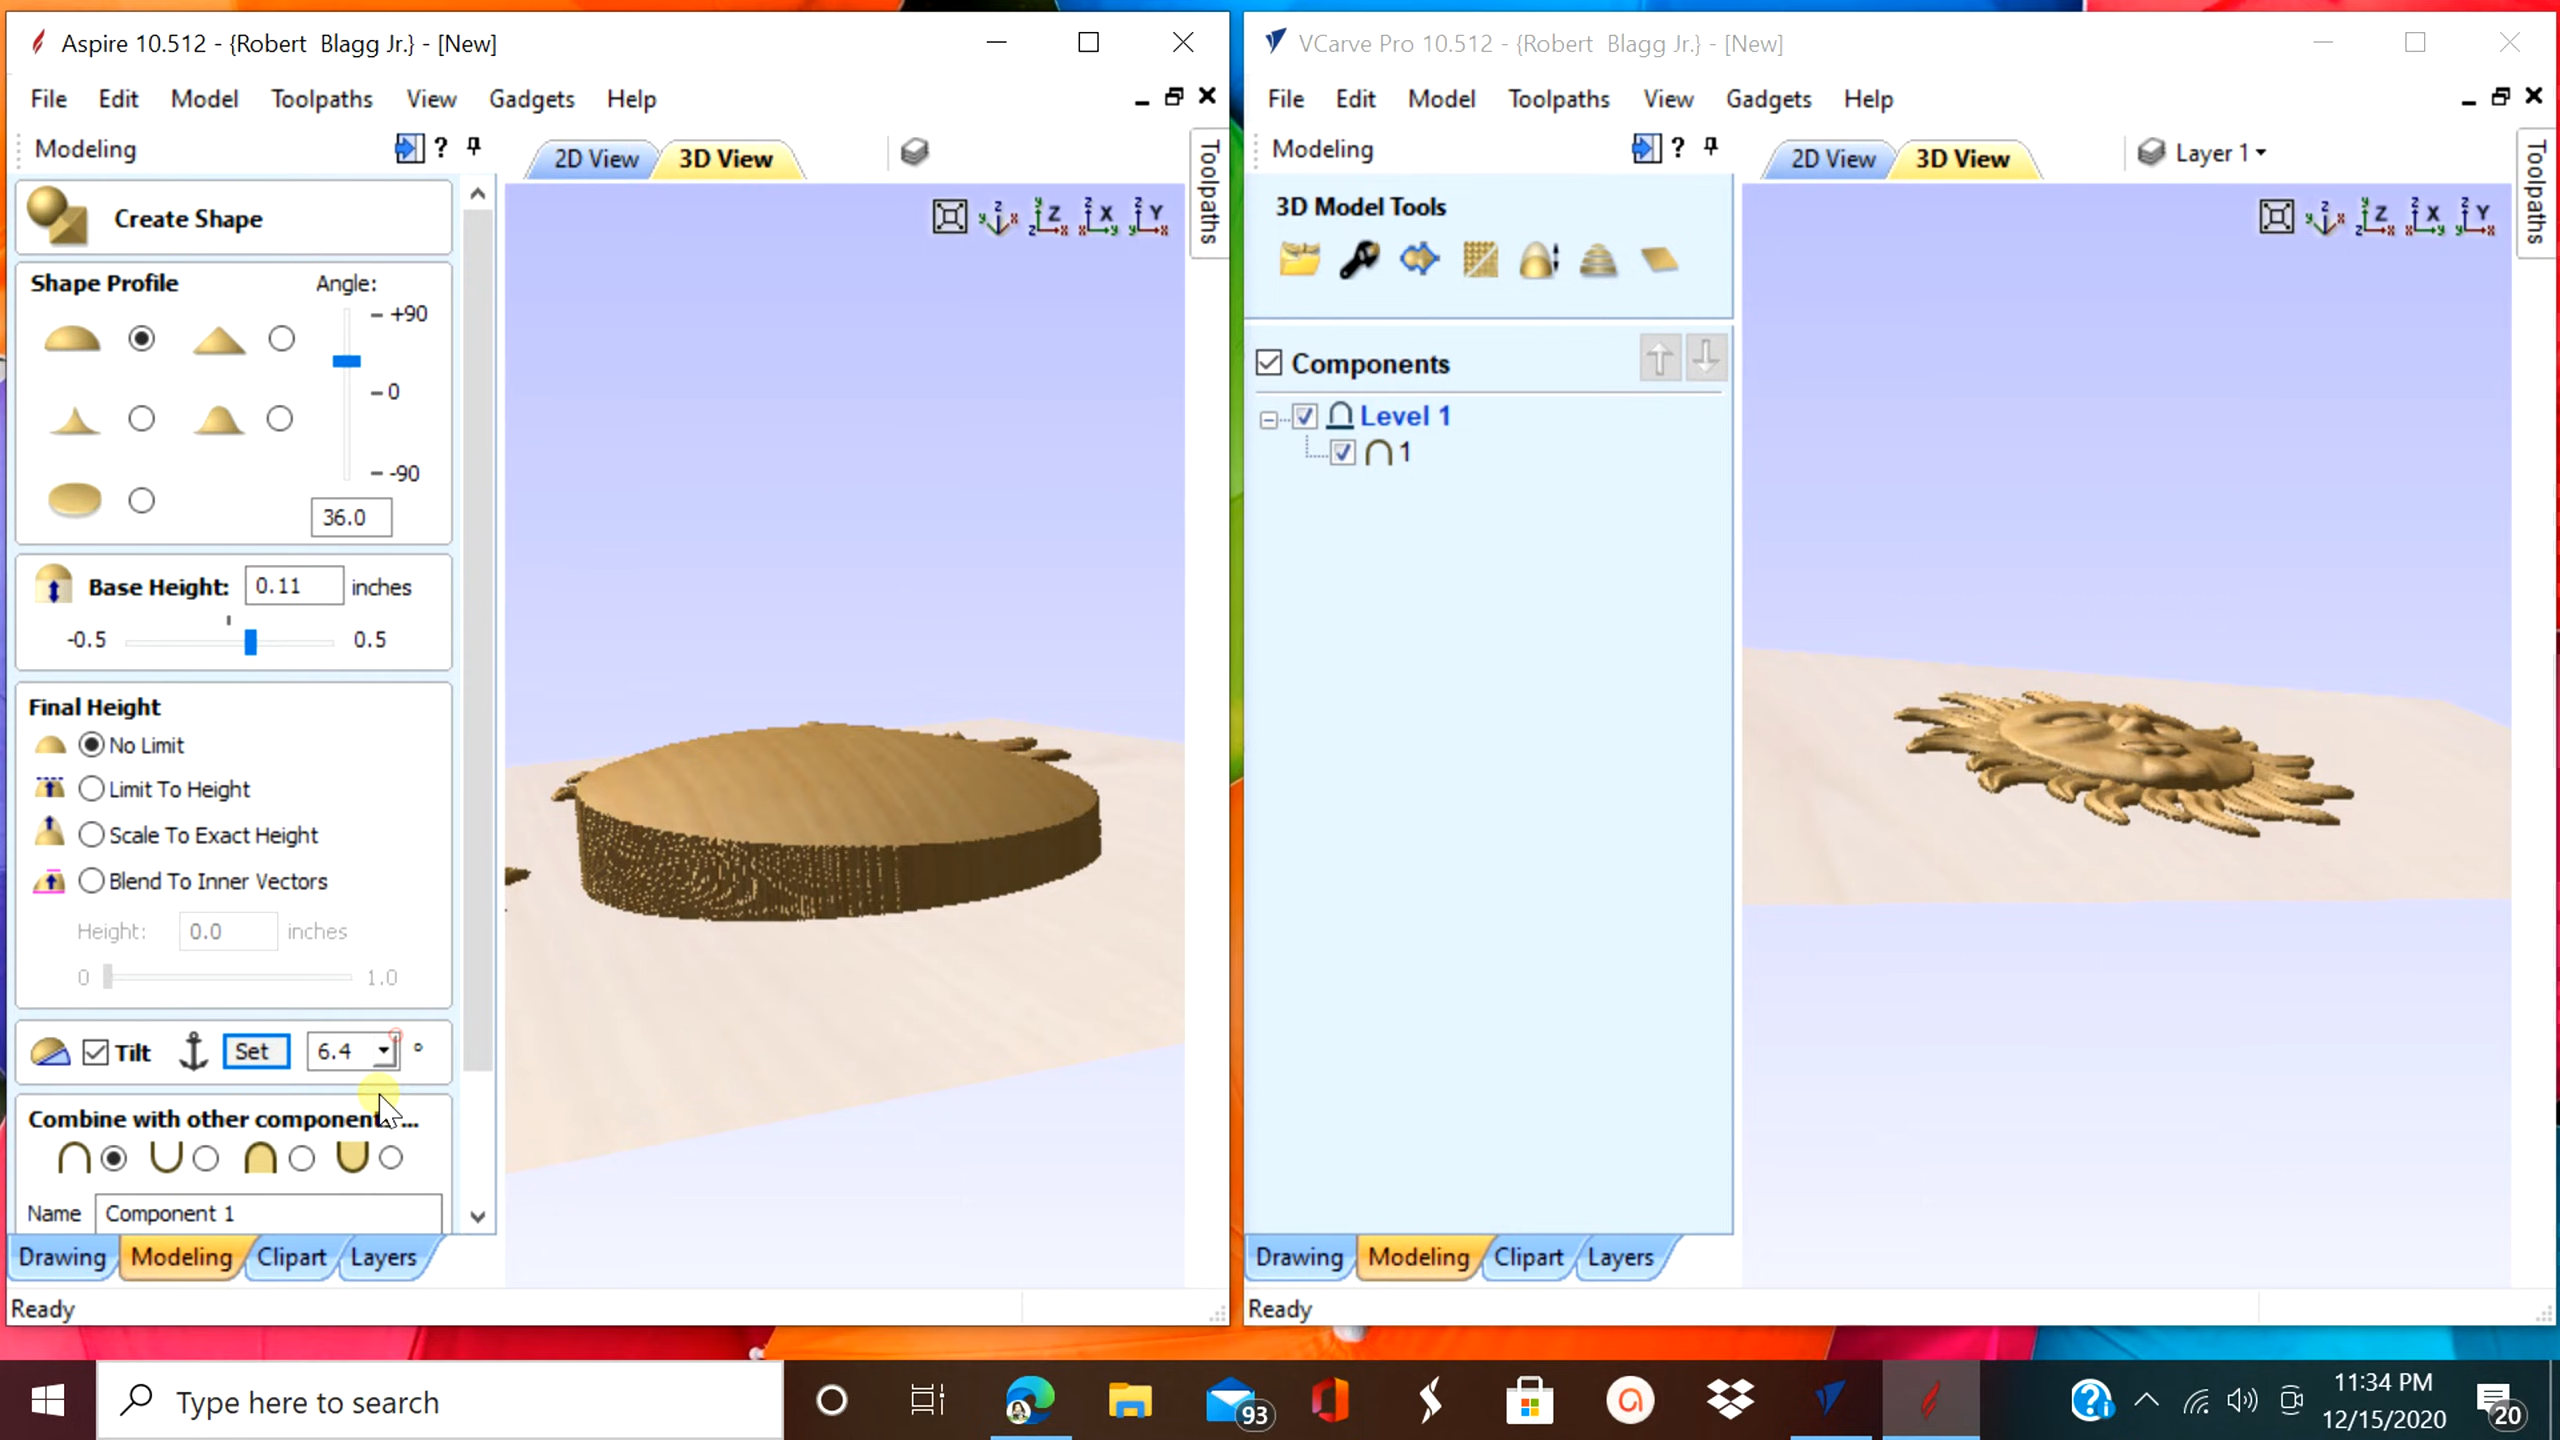 Aspire 10.512 - {Robert Blagg Jr.} - [New]
File Edit Model Toolpaths View Gadgets Help
Modeling ?
2D View 3D View
Toolpaths
Create Shape
Shape Profile Angle:
+90
0
-90
36.0
Base Height: 0.11 inches
-0.5 0.5
Final Height
No Limit
Limit To Height
Scale To Exact Height
Blend To Inner Vectors
Height: 0.0 inches
0 1.0
Tilt Set 6.4 °
Combine with other component ...
Name Component 1
Drawing Modeling Clipart Layers
Ready
VCarve Pro 10.512 - {Robert Blagg Jr.} - [New]
File Edit Model Toolpaths View Gadgets Help
Modeling ?
2D View 3D View Layer 1
Toolpaths
3D Model Tools
Components
Level 1
1
Drawing Modeling Clipart Layers
Ready
Type here to search
93
11:34 PM
12/15/2020
20